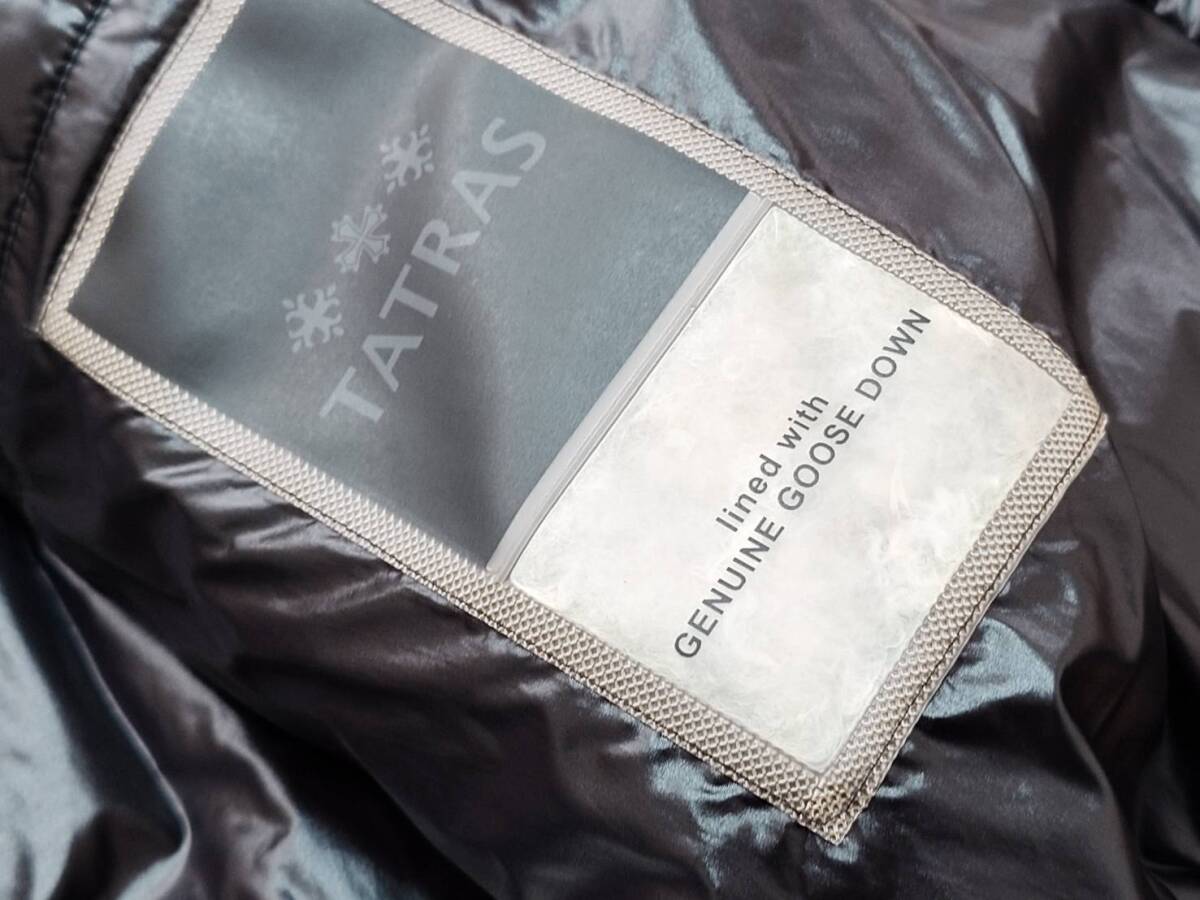 TATRAS
lined with
GENUINE GOOSE DOWN